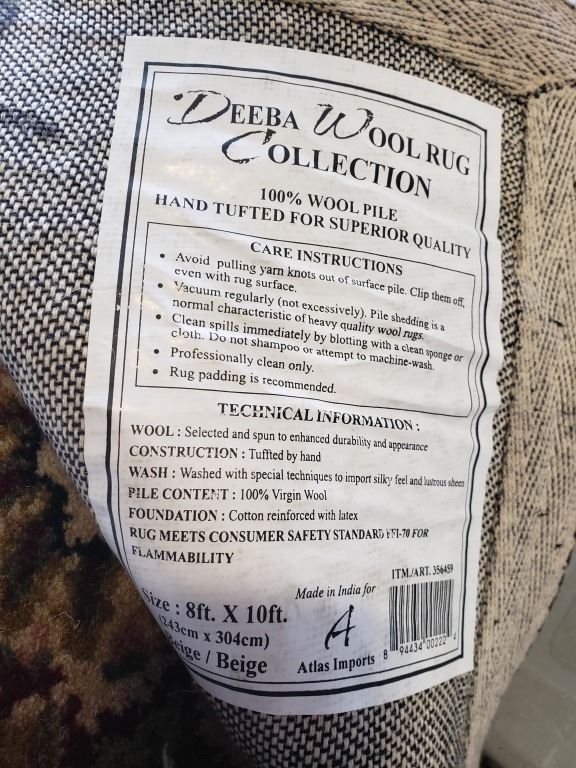 DEEBA WOOL RUG
COLLECTION
100% WOOL PILE
HAND TUFTED FOR SUPERIOR QUALITY
CARE INSTRUCTIONS
• Avoid pulling yarn knots out of surface pile. Clip them off,
even with rug surface.
• Vacuum regularly (not excessively). Pile shedding is a
normal characteristic of heavy quality wool rugs.
• Clean spills immediately by blotting with a clean sponge or
cloth. Do not shampoo or attempt to machine-wash.
• Professionally clean only.
• Rug padding is recommended.
TECHNICAL INFORMATION :
WOOL : Selected and spun to enhanced durability and appearance
CONSTRUCTION : Tuffted by hand
WASH : Washed with special techniques to import silky feel and lustrous sheen
PILE CONTENT : 100% Virgin Wool
FOUNDATION : Cotton reinforced with latex
RUG MEETS CONSUMER SAFETY STANDARD FF1-70 FOR
FLAMMABILITY
Size : 8ft. X 10ft.
(243cm x 304cm)
Beige / Beige
Made in India for
A
Atlas Imports
ITM./ART. 356459
8 94434 00222 4